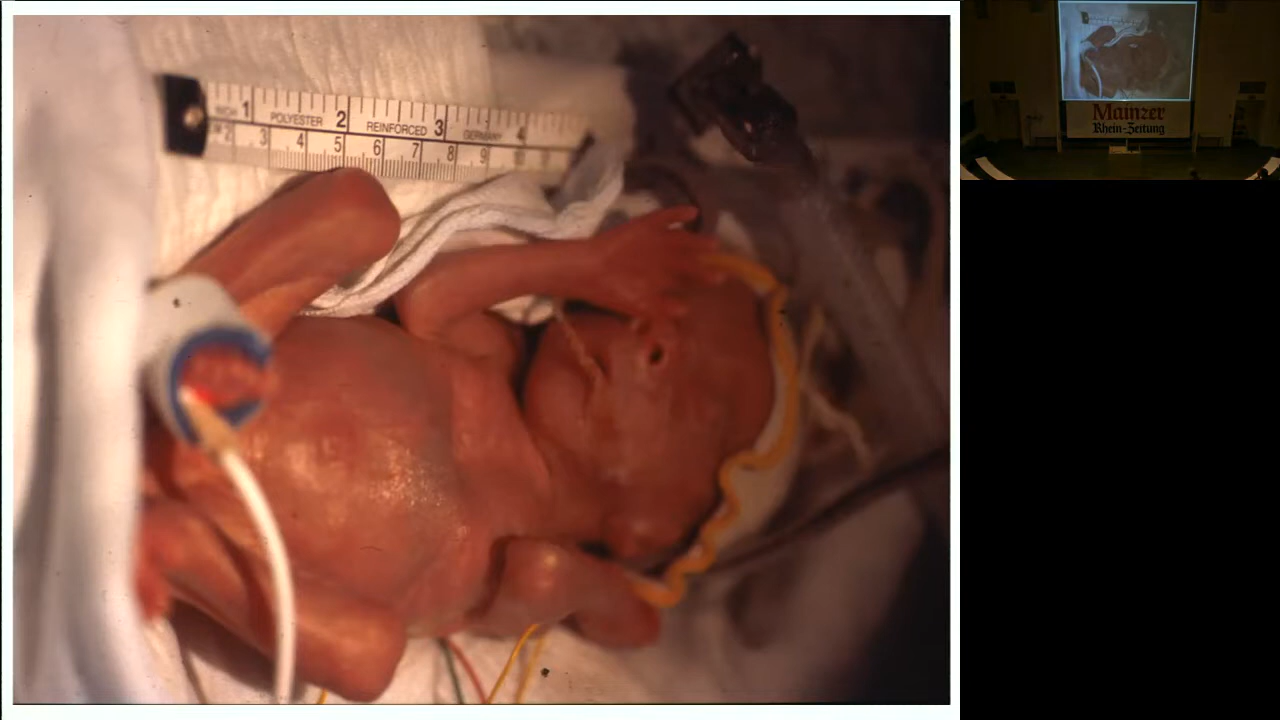 INCH 1 POLYESTER 2 REINFORCED 3 GERMANY 4
2 3 4 5 6 7 8 9
Mainzer
Rhein-Zeitung